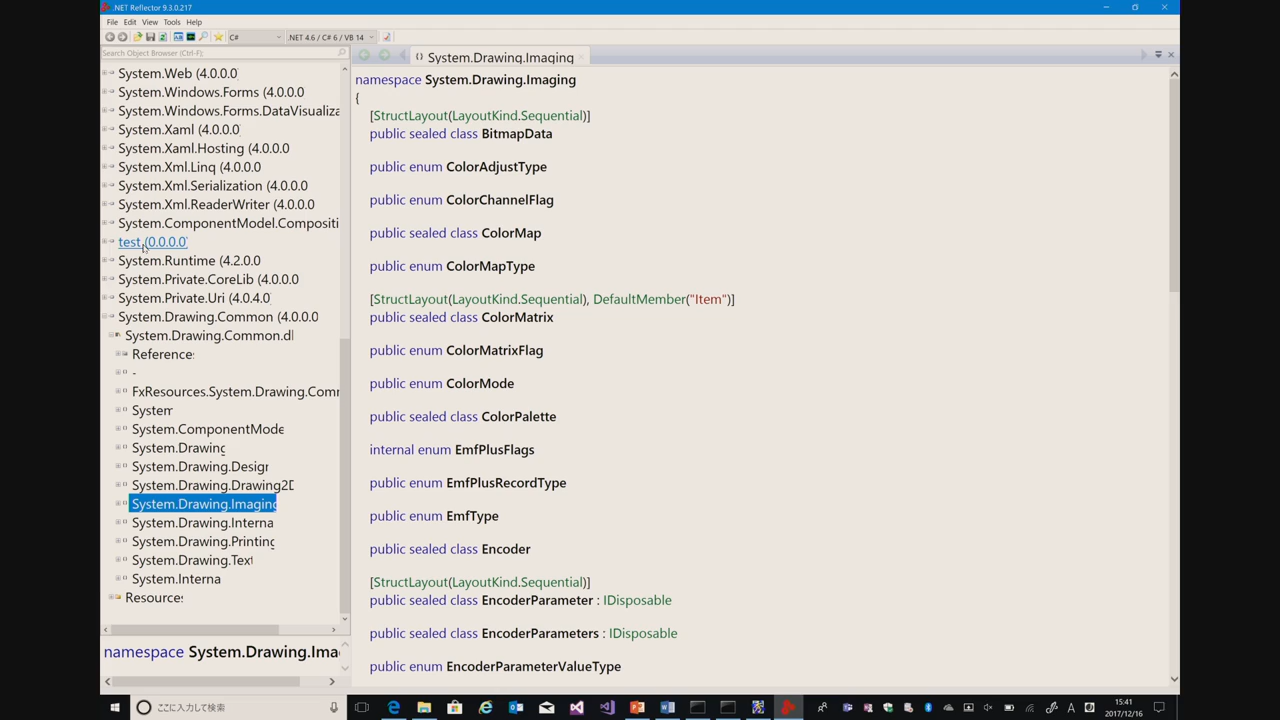 .NET Reflector 9.3.0.217
File Edit View Tools Help
C# .NET 4.6 / C# 6 / VB 14
Search Object Browser (Ctrl-F):
System.Web (4.0.0.0
System.Windows.Forms (4.0.0.0
System.Windows.Forms.DataVisualiza
System.Xaml (4.0.0.0
System.Xaml.Hosting (4.0.0.0
System.Xml.Linq (4.0.0.0
System.Xml.Serialization (4.0.0.0
System.Xml.ReaderWriter (4.0.0.0
System.ComponentModel.Compositi
test (0.0.0.0
System.Runtime (4.2.0.0
System.Private.CoreLib (4.0.0.0
System.Private.Uri (4.0.4.0
System.Drawing.Common (4.0.0.0
System.Drawing.Common.dl
Reference
-
FxResources.System.Drawing.Comm
System
System.ComponentMode
System.Drawing
System.Drawing.Design
System.Drawing.Drawing2D
System.Drawing.Imaging
System.Drawing.Interna
System.Drawing.Printing
System.Drawing.Text
System.Interna
Resources
namespace System.Drawing.Ima
System.Drawing.Imaging
namespace System.Drawing.Imaging
{
[StructLayout(LayoutKind.Sequential)]
public sealed class BitmapData
public enum ColorAdjustType
public enum ColorChannelFlag
public sealed class ColorMap
public enum ColorMapType
[StructLayout(LayoutKind.Sequential), DefaultMember("Item")]
public sealed class ColorMatrix
public enum ColorMatrixFlag
public enum ColorMode
public sealed class ColorPalette
internal enum EmfPlusFlags
public enum EmfPlusRecordType
public enum EmfType
public sealed class Encoder
[StructLayout(LayoutKind.Sequential)]
public sealed class EncoderParameter : IDisposable
public sealed class EncoderParameters : IDisposable
public enum EncoderParameterValueType
ここに入力して検索
A
15:41
2017/12/16